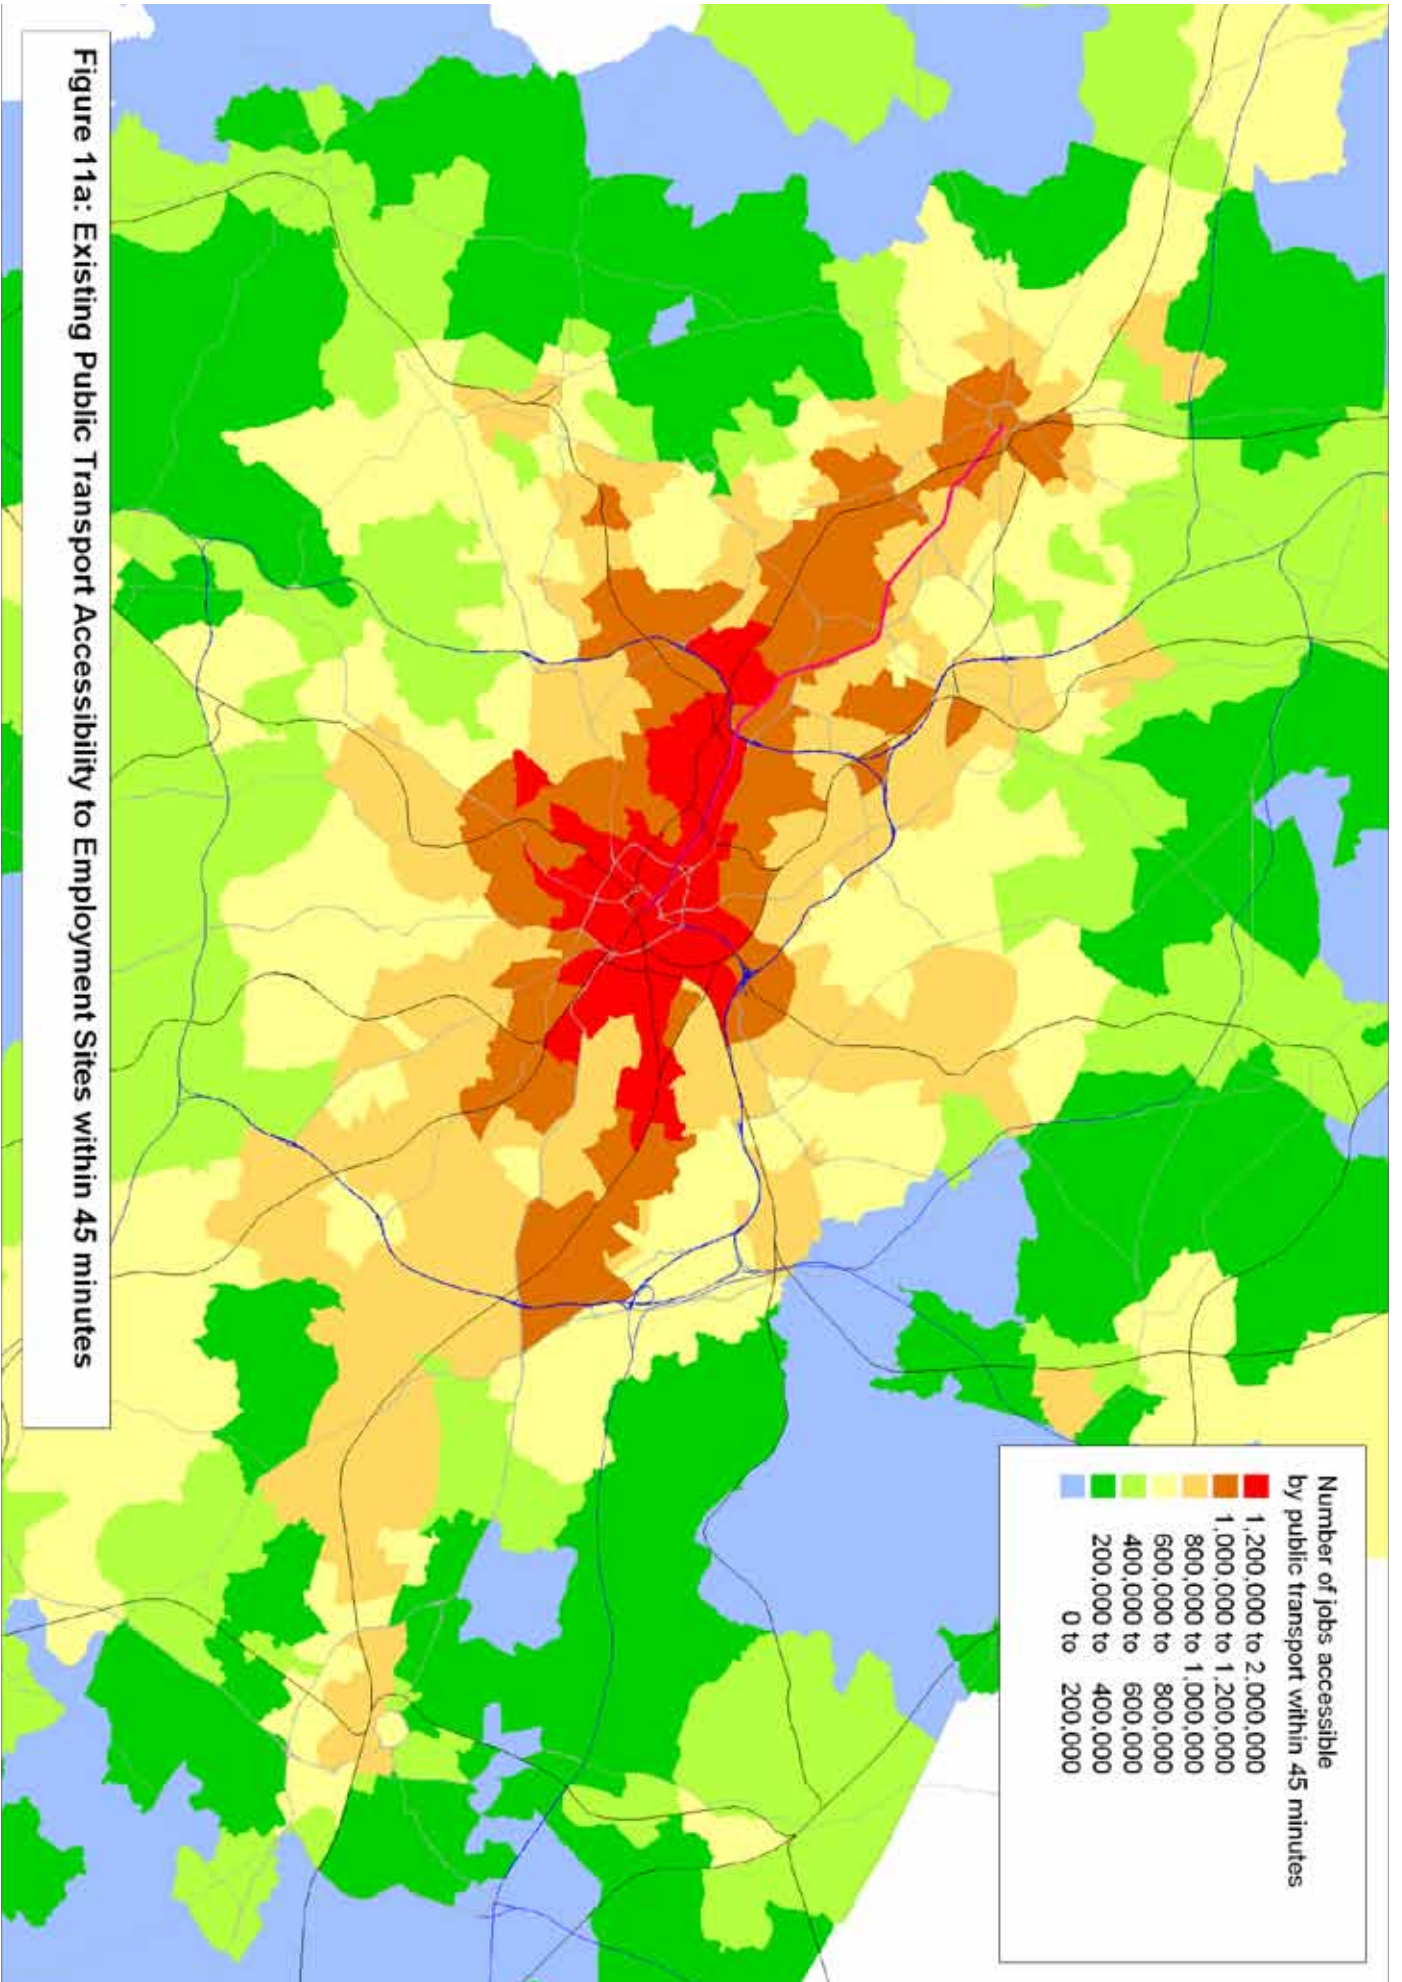 Number of jobs accessible
by public transport within 45 minutes
1,200,000 to 2,000,000
1,000,000 to 1,200,000
800,000 to 1,000,000
600,000 to 800,000
400,000 to 600,000
200,000 to 400,000
0 to 200,000
Figure 11a: Existing Public Transport Accessibility to Employment Sites within 45 minutes